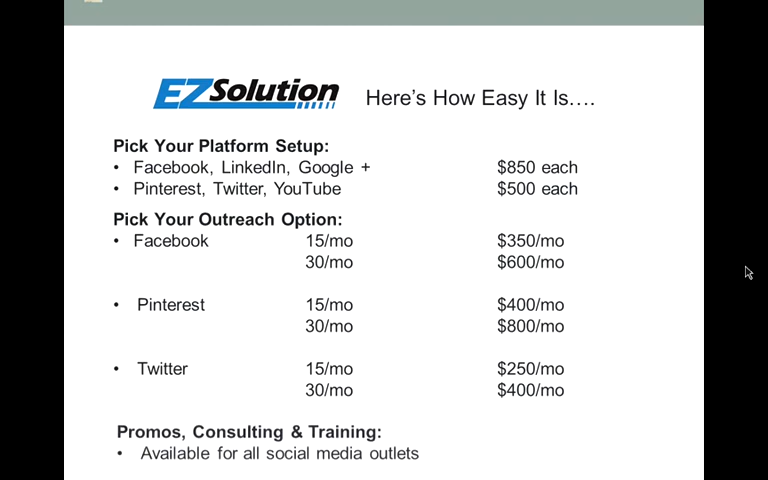 EZSolution Here's How Easy It Is....
Pick Your Platform Setup:
• Facebook, LinkedIn, Google + $850 each
• Pinterest, Twitter, YouTube $500 each
Pick Your Outreach Option:
• Facebook 15/mo $350/mo
30/mo $600/mo
• Pinterest 15/mo $400/mo
30/mo $800/mo
• Twitter 15/mo $250/mo
30/mo $400/mo
Promos, Consulting & Training:
• Available for all social media outlets